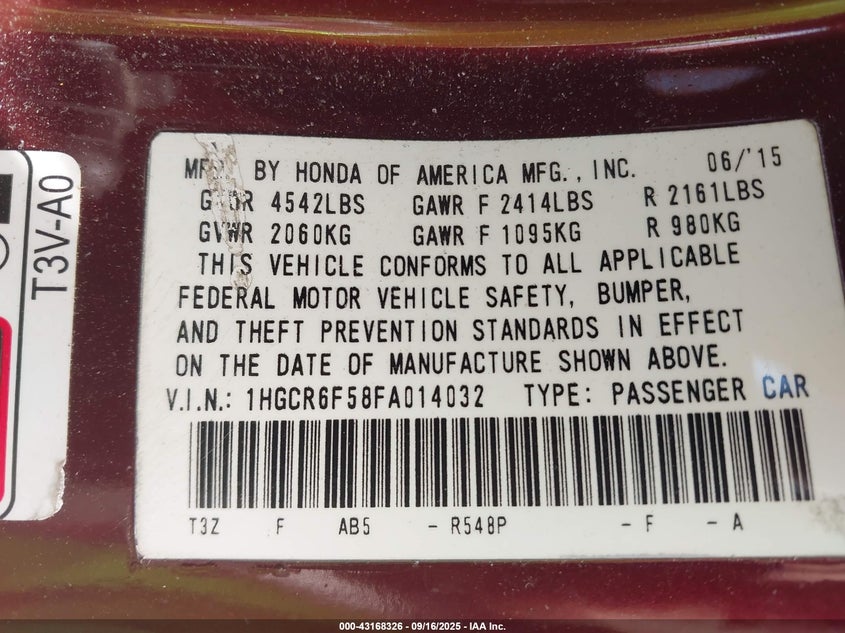 T3V-A0
BY HONDA OF AMERICA MFG., INC. 06/'15
4542LBS GAWR F 2414LBS R 2161LBS
GVWR 2060KG GAWR F 1095KG R 980KG
THIS VEHICLE CONFORMS TO ALL APPLICABLE
FEDERAL MOTOR VEHICLE SAFETY, BUMPER,
AND THEFT PREVENTION STANDARDS IN EFFECT
ON THE DATE OF MANUFACTURE SHOWN ABOVE.
V.I.N.: 1HGCR6F58FA014032 TYPE: PASSENGER CAR
T3Z F AB5 - R548P - F - A
000-43168326 - 09/16/2025 - IAA Inc.